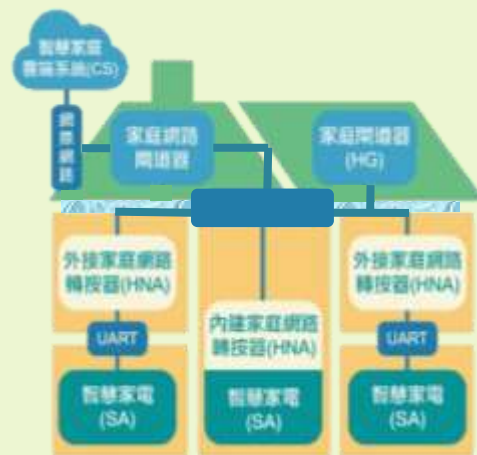 智慧家庭
雲端系統(CS)
網際網路
家庭網路
閘道器
家庭閘道器
(HG)
外接家庭網路
轉接器(HNA)
UART
智慧家電
(SA)
內建家庭網路
轉接器(HNA)
智慧家電
(SA)
外接家庭網路
轉接器(HNA)
UART
智慧家電
(SA)